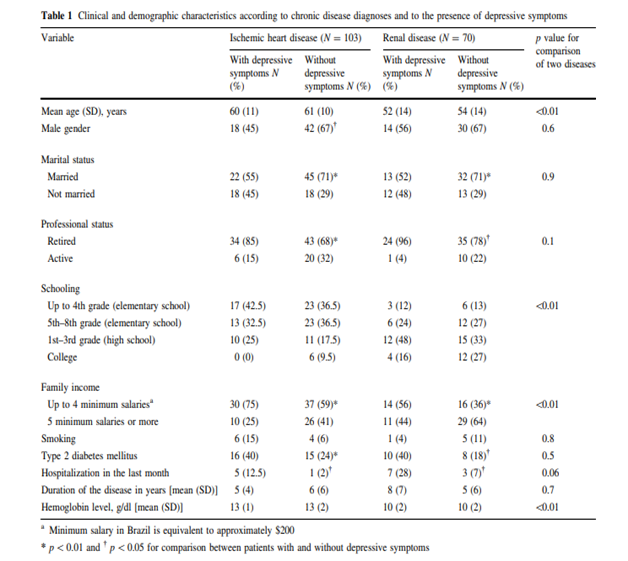 Table 1 Clinical and demographic characteristics according to chronic disease diagnoses and to the presence of depressive symptoms
Variable Ischemic heart disease (N = 103) Renal disease (N = 70) p value for comparison of two diseases
With depressive symptoms N (%) Without depressive symptoms N (%) With depressive symptoms N (%) Without depressive symptoms N (%)
Mean age (SD), years 60 (11) 61 (10) 52 (14) 54 (14) <0.01
Male gender 18 (45) 42 (67)† 14 (56) 30 (67) 0.6
Marital status
Married 22 (55) 45 (71)* 13 (52) 32 (71)* 0.9
Not married 18 (45) 18 (29) 12 (48) 13 (29)
Professional status
Retired 34 (85) 43 (68)* 24 (96) 35 (78)† 0.1
Active 6 (15) 20 (32) 1 (4) 10 (22)
Schooling
Up to 4th grade (elementary school) 17 (42.5) 23 (36.5) 3 (12) 6 (13) <0.01
5th–8th grade (elementary school) 13 (32.5) 23 (36.5) 6 (24) 12 (27)
1st–3rd grade (high school) 10 (25) 11 (17.5) 12 (48) 15 (33)
College 0 (0) 6 (9.5) 4 (16) 12 (27)
Family income
Up to 4 minimum salariesª 30 (75) 37 (59)* 14 (56) 16 (36)* <0.01
5 minimum salaries or more 10 (25) 26 (41) 11 (44) 29 (64)
Smoking 6 (15) 4 (6) 1 (4) 5 (11) 0.8
Type 2 diabetes mellitus 16 (40) 15 (24)* 10 (40) 8 (18)† 0.5
Hospitalization in the last month 5 (12.5) 1 (2)† 7 (28) 3 (7)† 0.06
Duration of the disease in years [mean (SD)] 5 (4) 6 (6) 8 (7) 5 (6) 0.7
Hemoglobin level, g/dl [mean (SD)] 13 (1) 13 (2) 10 (2) 10 (2) <0.01
ª Minimum salary in Brazil is equivalent to approximately $200
* p < 0.01 and † p < 0.05 for comparison between patients with and without depressive symptoms